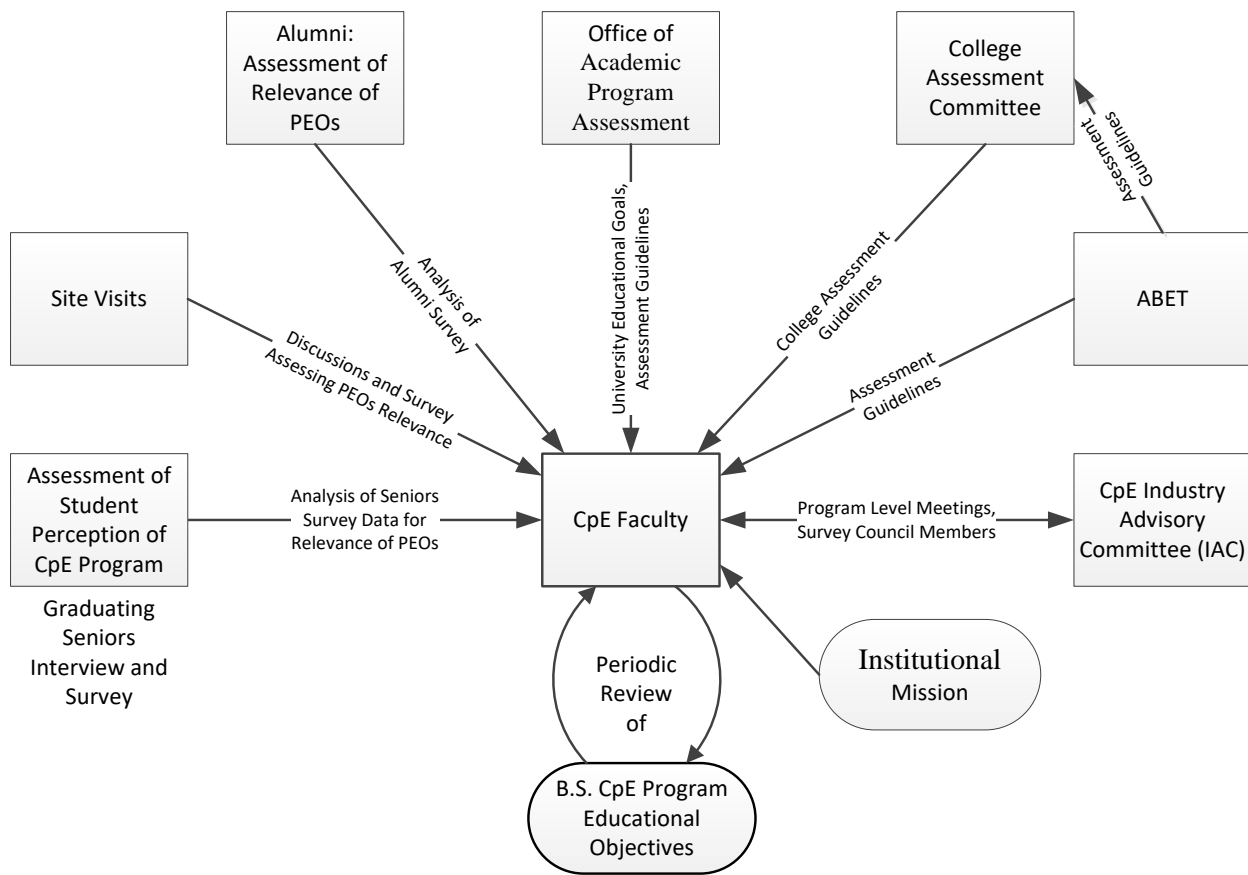 Alumni:
Assessment of
Relevance of
PEOs
Office of
Academic
Program
Assessment
College
Assessment
Committee
Assessment
Guidelines
Site Visits
Analysis of
Alumni Survey
University Educational Goals,
Assessment Guidelines
College Assessment
Guidelines
ABET
Discussions and Survey
Assessing PEOs Relevance
Assessment
Guidelines
Assessment of
Student
Perception of
CpE Program
Analysis of Seniors
Survey Data for
Relevance of PEOs
CpE Faculty
Program Level Meetings,
Survey Council Members
CpE Industry
Advisory
Committee (IAC)
Graduating
Seniors
Interview and
Survey
Periodic
Review
of
Institutional
Mission
B.S. CpE Program
Educational
Objectives